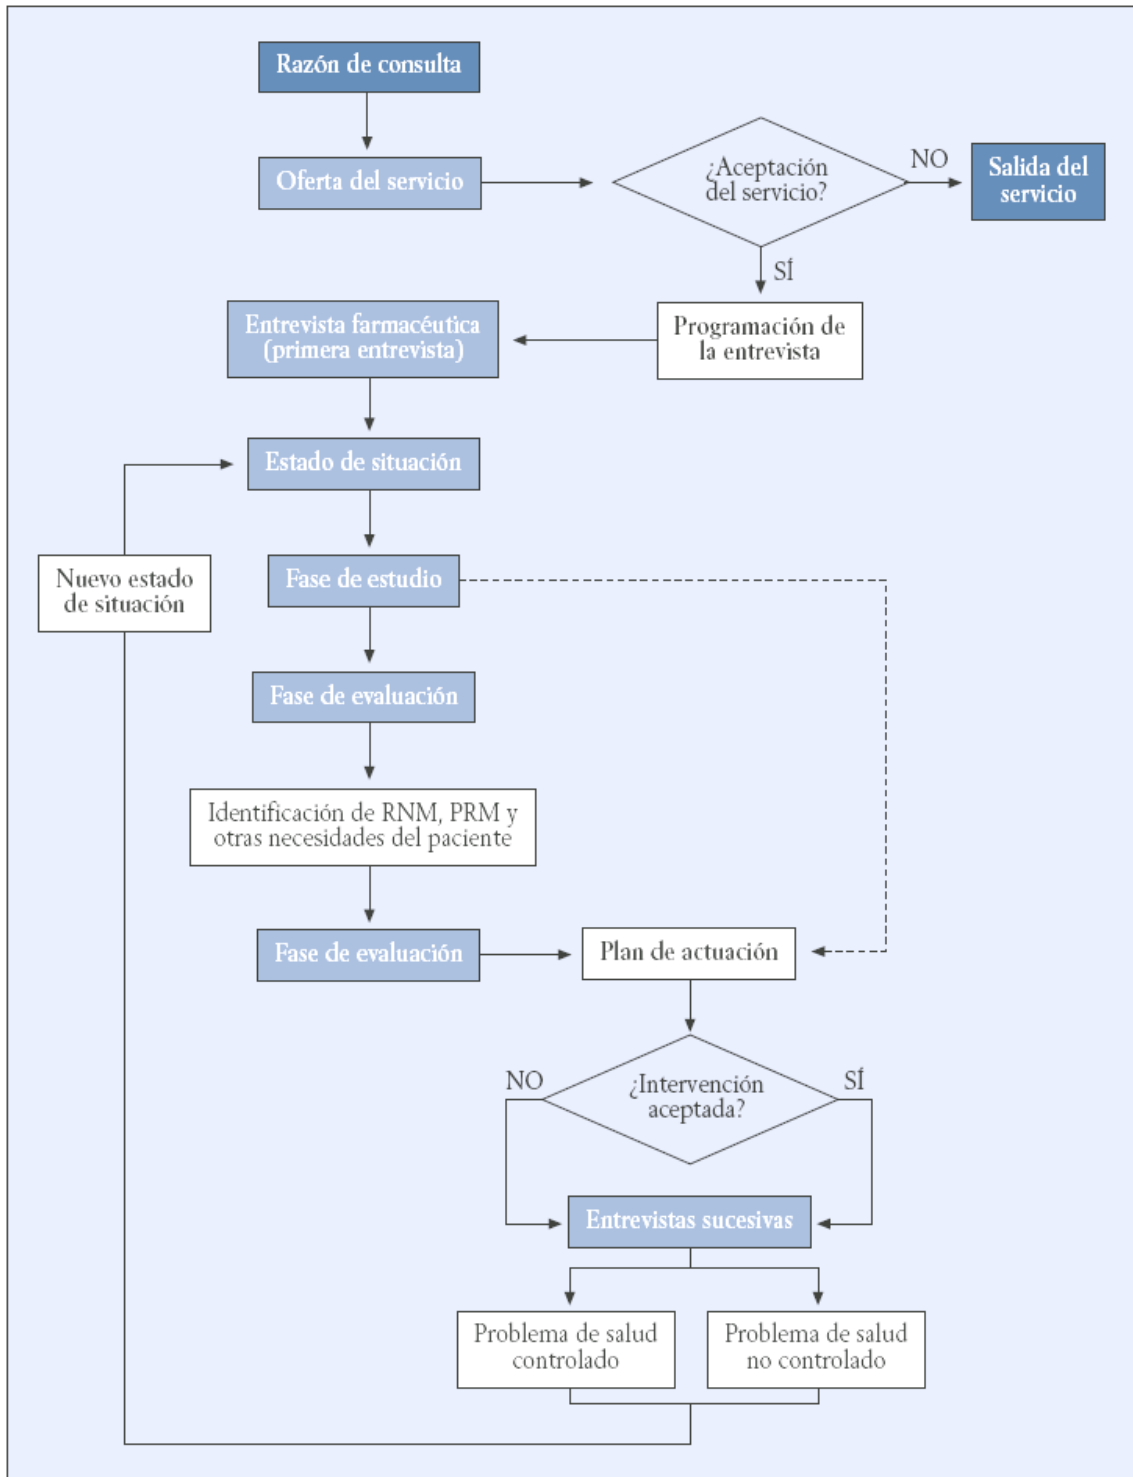 Razón de consulta
Oferta del servicio
¿Aceptación
del servicio?
NO
Salida del
servicio
SÍ
Entrevista farmacéutica
(primera entrevista)
Programación de
la entrevista
Estado de situación
Nuevo estado
de situación
Fase de estudio
Fase de evaluación
Identificación de RNM, PRM y
otras necesidades del paciente
Fase de evaluación
Plan de actuación
NO
¿Intervención
aceptada?
SÍ
Entrevistas sucesivas
Problema de salud
controlado
Problema de salud
no controlado